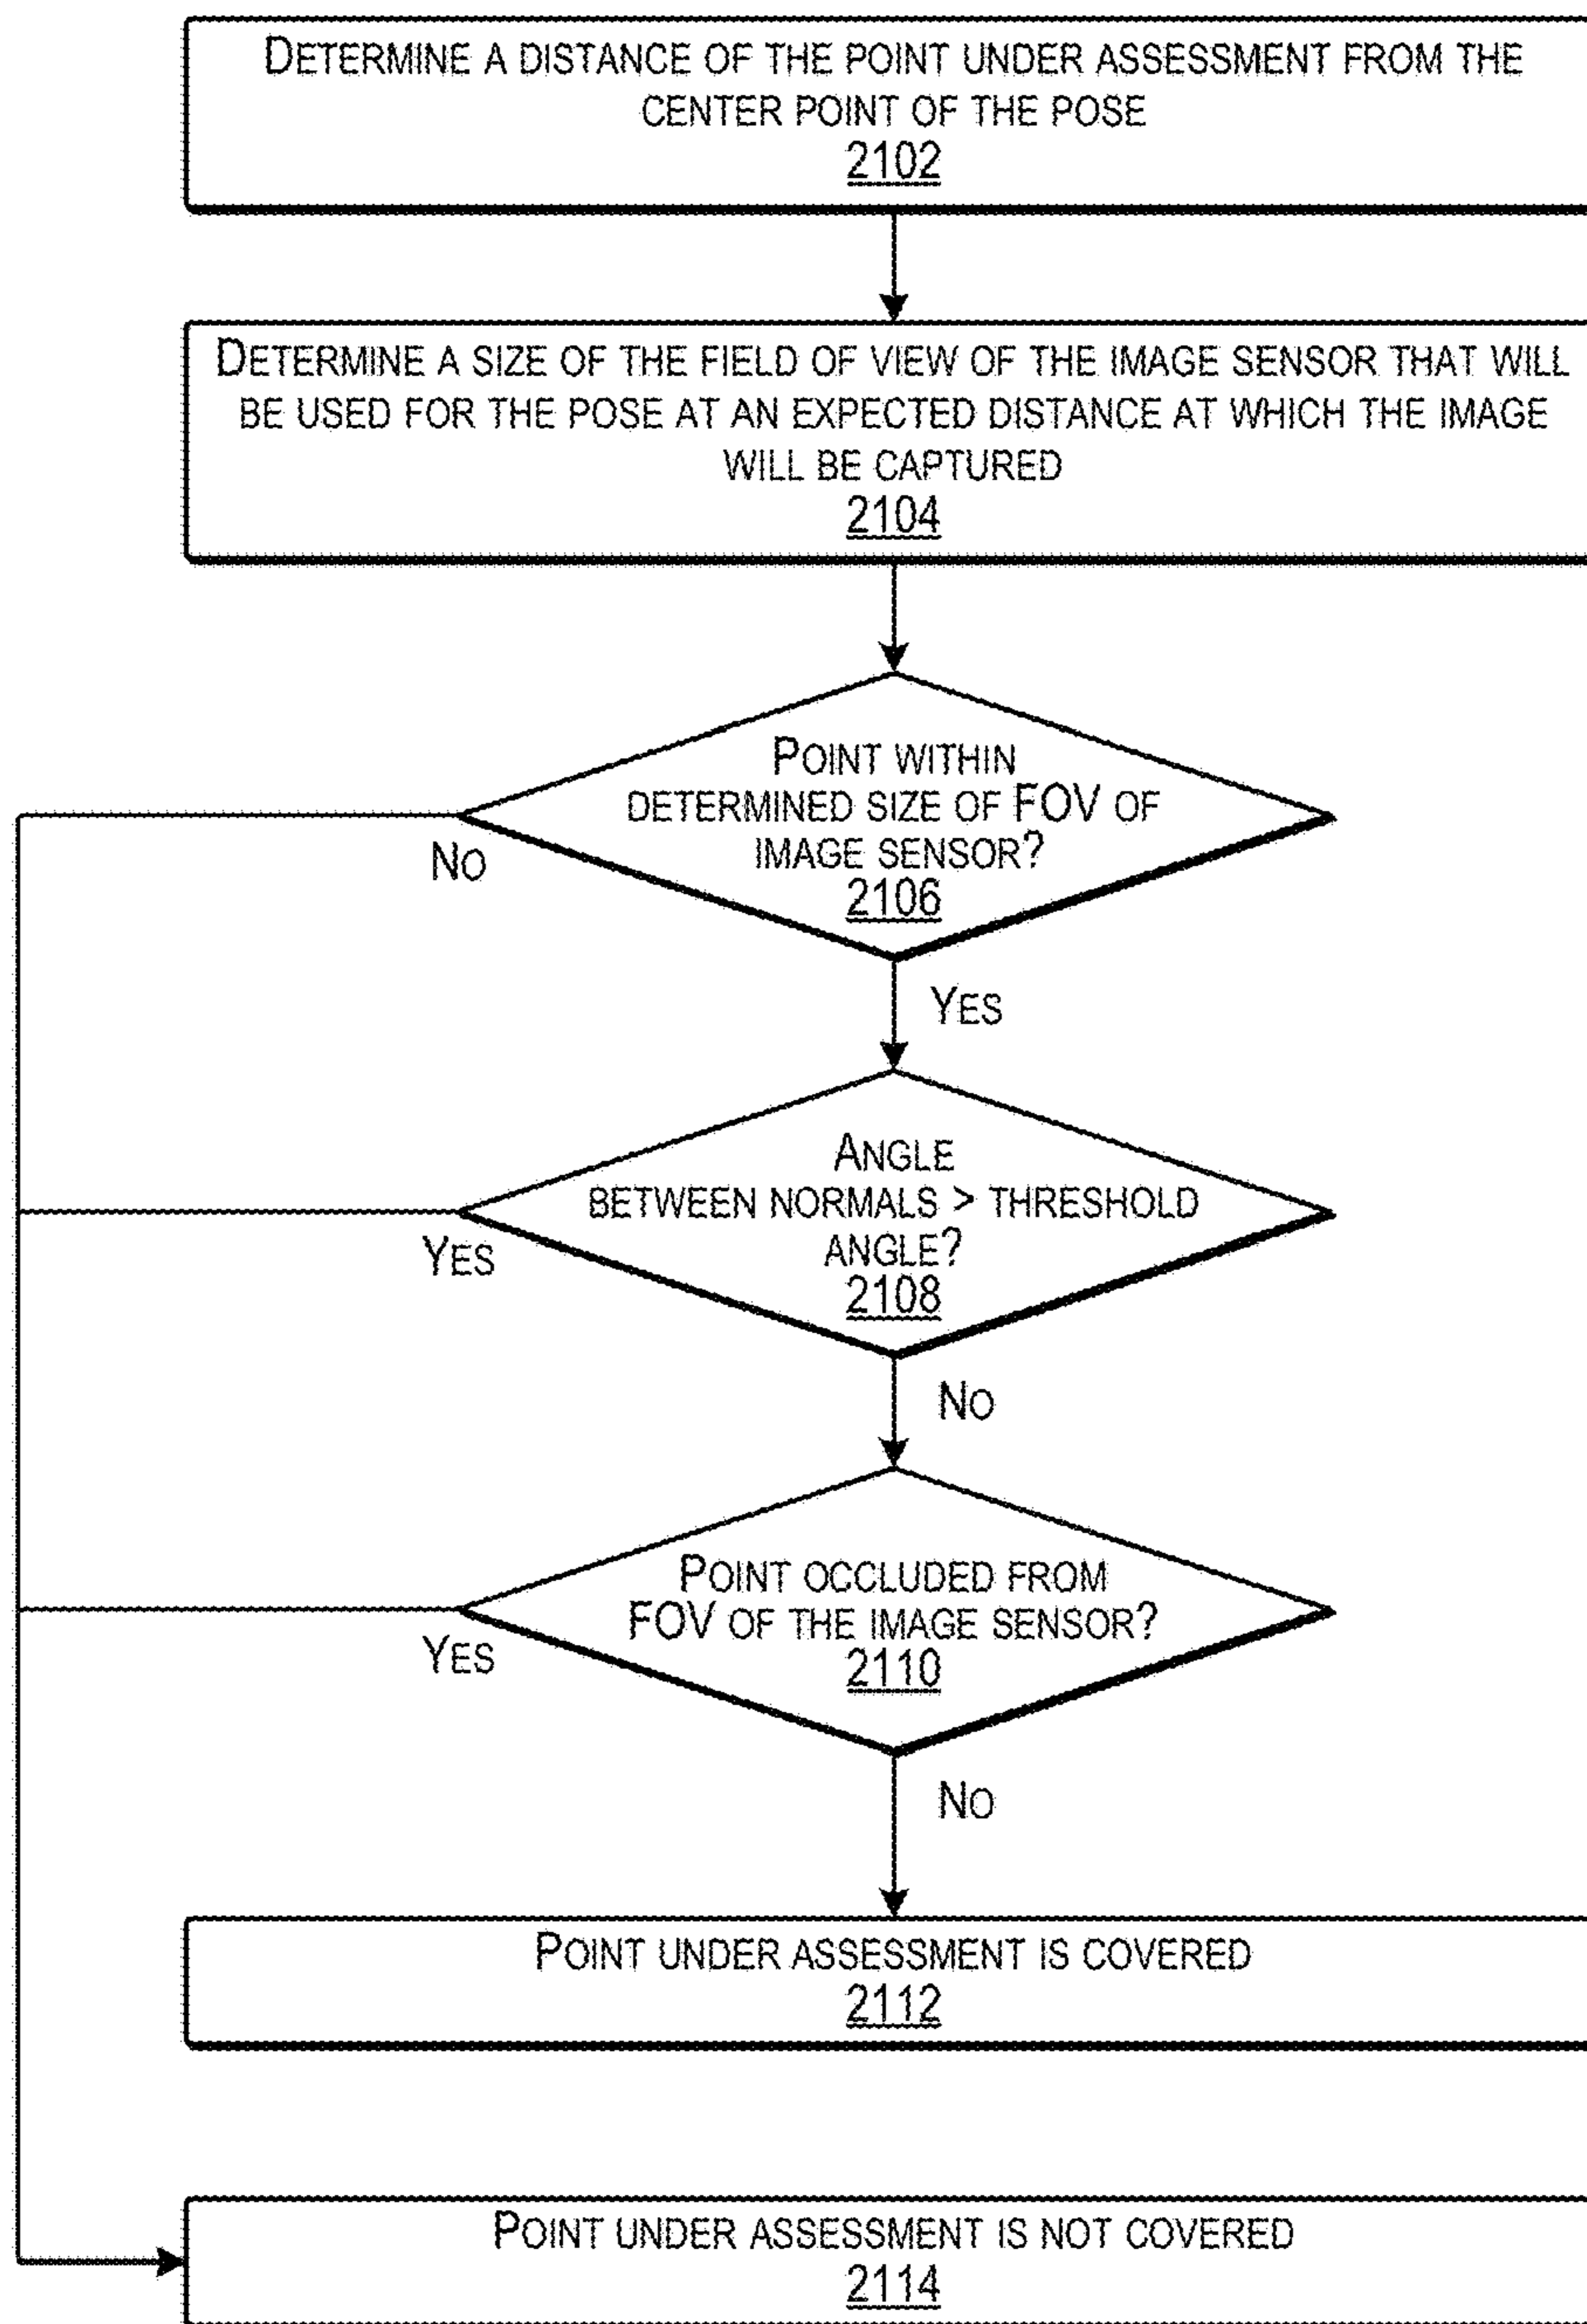 DETERMINE A DISTANCE OF THE POINT UNDER ASSESSMENT FROM THE
CENTER POINT OF THE POSE
2102
DETERMINE A SIZE OF THE FIELD OF VIEW OF THE IMAGE SENSOR THAT WILL
BE USED FOR THE POSE AT AN EXPECTED DISTANCE AT WHICH THE IMAGE
WILL BE CAPTURED
2104
POINT WITHIN
DETERMINED SIZE OF FOV OF
IMAGE SENSOR?
2106
NO
YES
ANGLE
BETWEEN NORMALS > THRESHOLD
ANGLE?
2108
YES
NO
POINT OCCLUDED FROM
FOV OF THE IMAGE SENSOR?
2110
YES
NO
POINT UNDER ASSESSMENT IS COVERED
2112
POINT UNDER ASSESSMENT IS NOT COVERED
2114